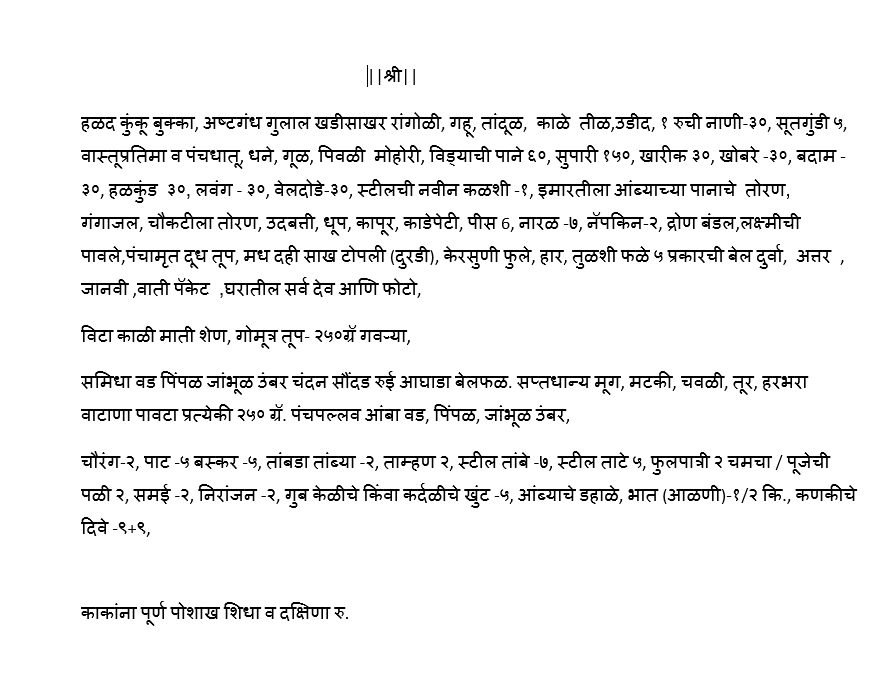 ||श्री||
हळद कुंकू बुक्का, अष्टगंध गुलाल खडीसाखर रांगोळी, गहू, तांदूळ, काळे तीळ,उडीद, १ रुची नाणी-३०, सूतगुंडी ५,
वास्तूप्रतिमा व पंचधातू, धने, गूळ, पिवळी मोहोरी, विड्याची पाने ६०, सुपारी १५०, खारीक ३०, खोबरे -३०, बदाम -
३०, हळकुंड ३०, लवंग - ३०, वेलदोडे-३०, स्टीलची नवीन कळशी -१, इमारतीला आंब्याच्या पानाचे तोरण,
गंगाजल, चौकटीला तोरण, उदबत्ती, धूप, कापूर, काडेपेटी, पीस 6, नारळ -७, नॅपकिन-२, द्रोण बंडल,लक्ष्मीची
पावले,पंचामृत दूध तूप, मध दही साख टोपली (दुरडी), केरसुणी फुले, हार, तुळशी फळे ५ प्रकारची बेल दुर्वा, अत्तर ,
जानवी ,वाती पॅकेट ,घरातील सर्व देव आणि फोटो,
विटा काळी माती शेण, गोमूत्र तूप- २५०ग्रॅ गवऱ्या,
समिधा वड पिंपळ जांभूळ उंबर चंदन सौंदड रुई आघाडा बेलफळ. सप्तधान्य मूग, मटकी, चवळी, तूर, हरभरा
वाटाणा पावटा प्रत्येकी २५० ग्रॅ. पंचपल्लव आंबा वड, पिंपळ, जांभूळ उंबर,
चौरंग-२, पाट -५ बस्कर -५, तांबडा तांब्या -२, ताम्हण २, स्टील तांबे -७, स्टील ताटे ५, फुलपात्री २ चमचा / पूजेची
पळी २, समई -२, निरांजन -२, गुब केळीचे किंवा कर्दळीचे खुंट -५, आंब्याचे डहाळे, भात (आळणी)-१/२ कि., कणकीचे
दिवे -९+९,
काकांना पूर्ण पोशाख शिधा व दक्षिणा रु.